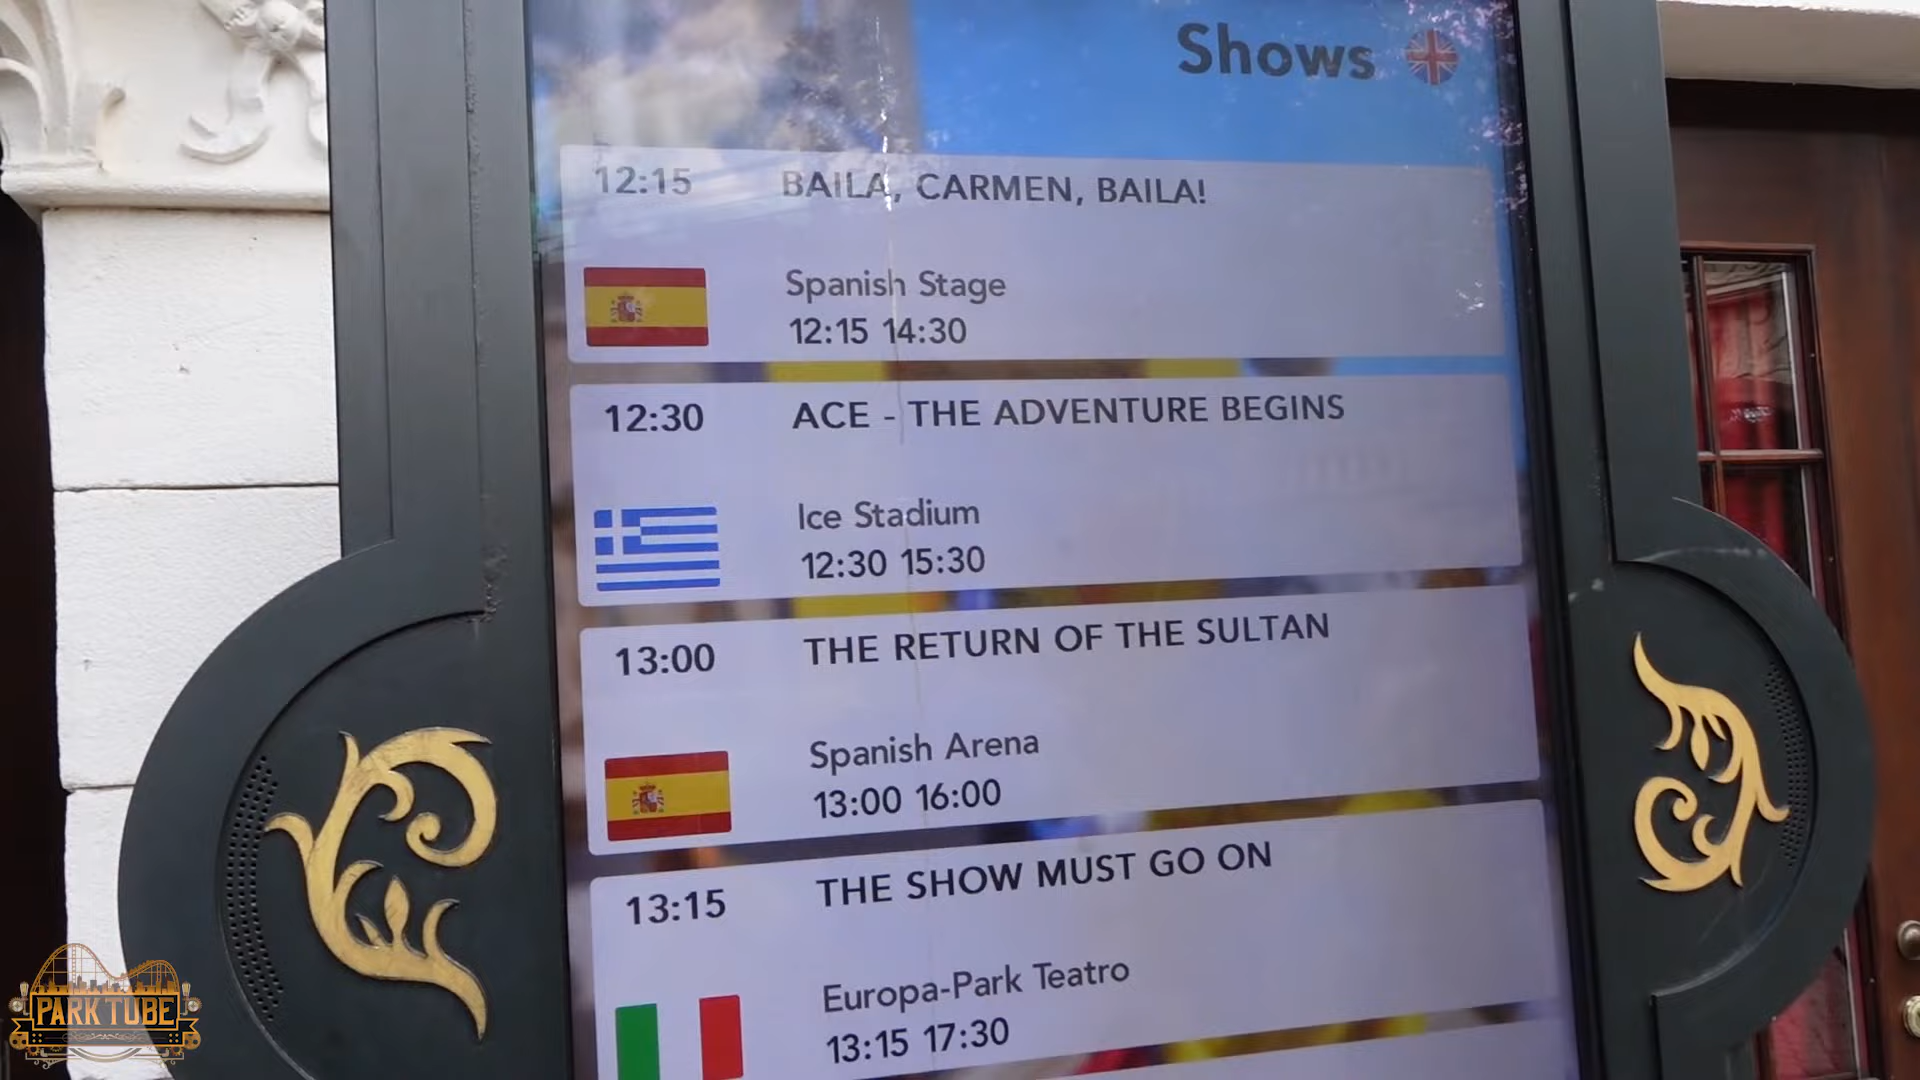 Shows
12:15 BAILA, CARMEN, BAILA!
Spanish Stage
12:15 14:30
12:30 ACE - THE ADVENTURE BEGINS
Ice Stadium
12:30 15:30
13:00 THE RETURN OF THE SULTAN
Spanish Arena
13:00 16:00
13:15 THE SHOW MUST GO ON
Europa-Park Teatro
13:15 17:30
PARK TUBE